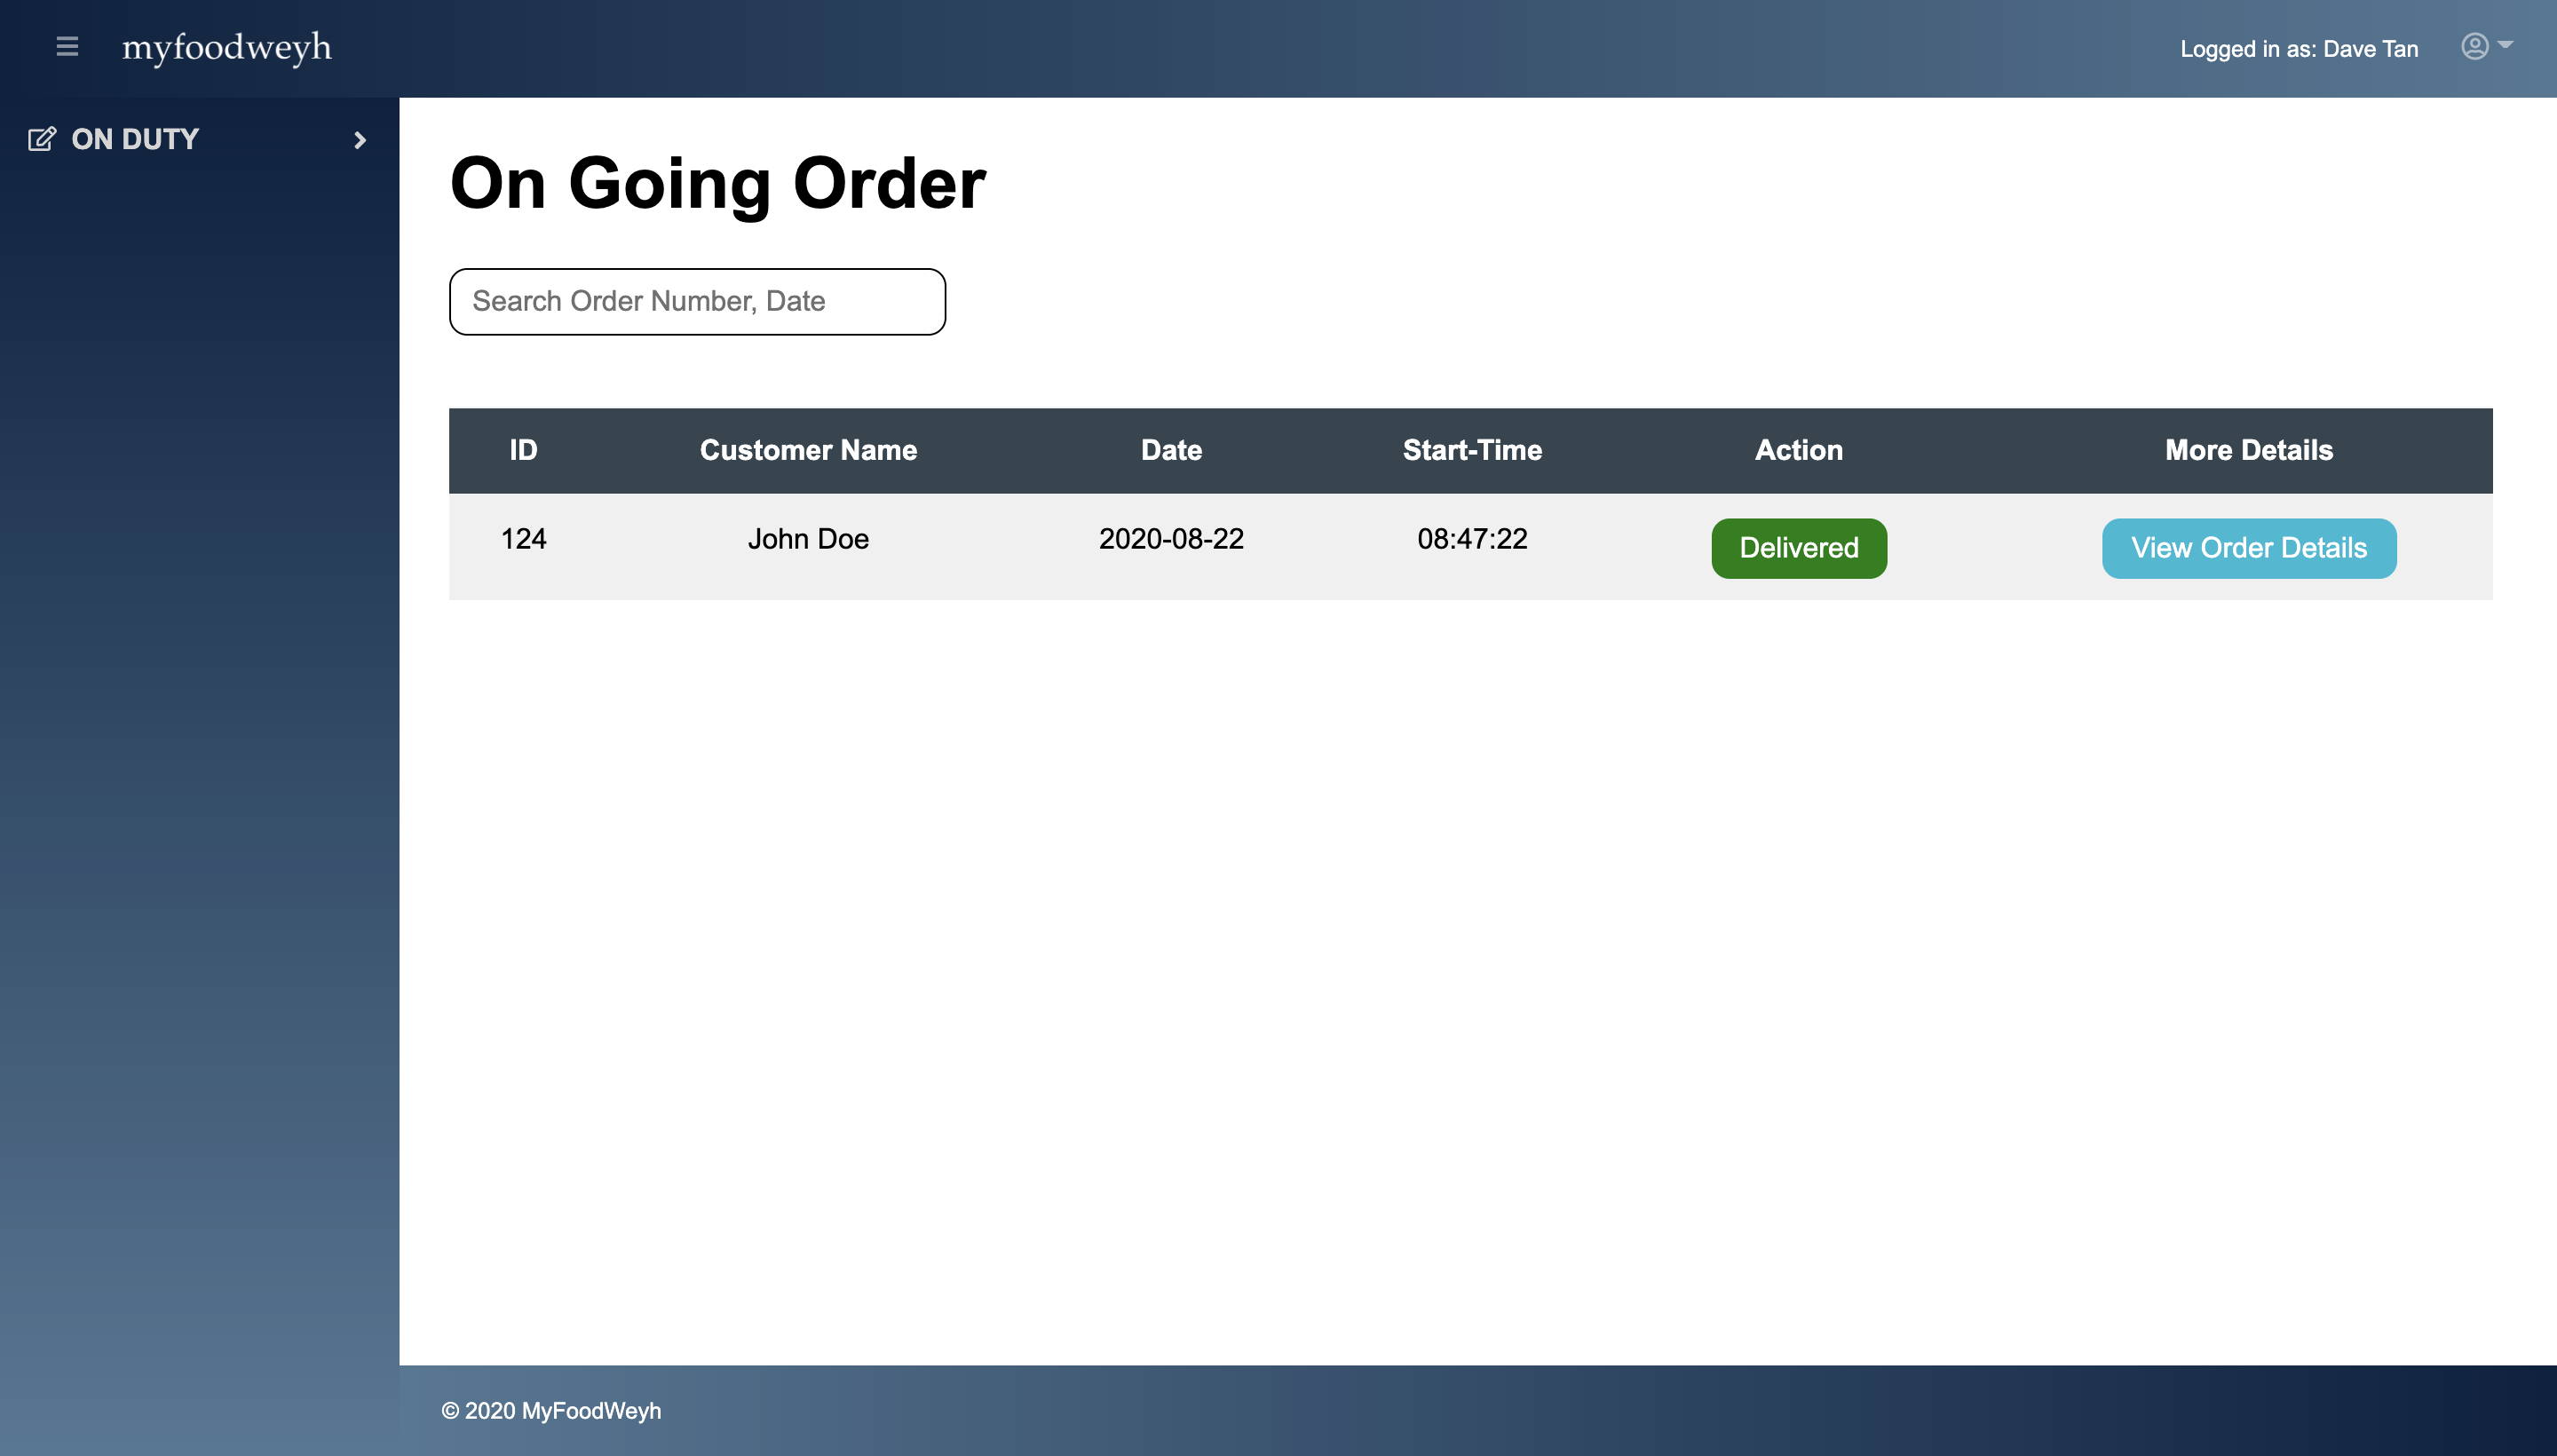 myfoodweyh
Logged in as: Dave Tan
ON DUTY
On Going Order
Search Order Number, Date
ID Customer Name Date Start-Time Action More Details
124 John Doe 2020-08-22 08:47:22 Delivered View Order Details
© 2020 MyFoodWeyh